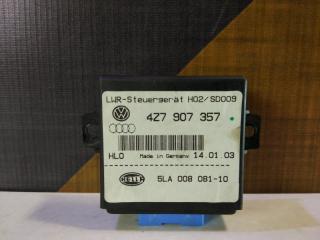 LWR-Steuergerät H02/SD009
4Z7 907 357
HLO Made in Germany 14.01.03
HELLA 5LA 008 081-10